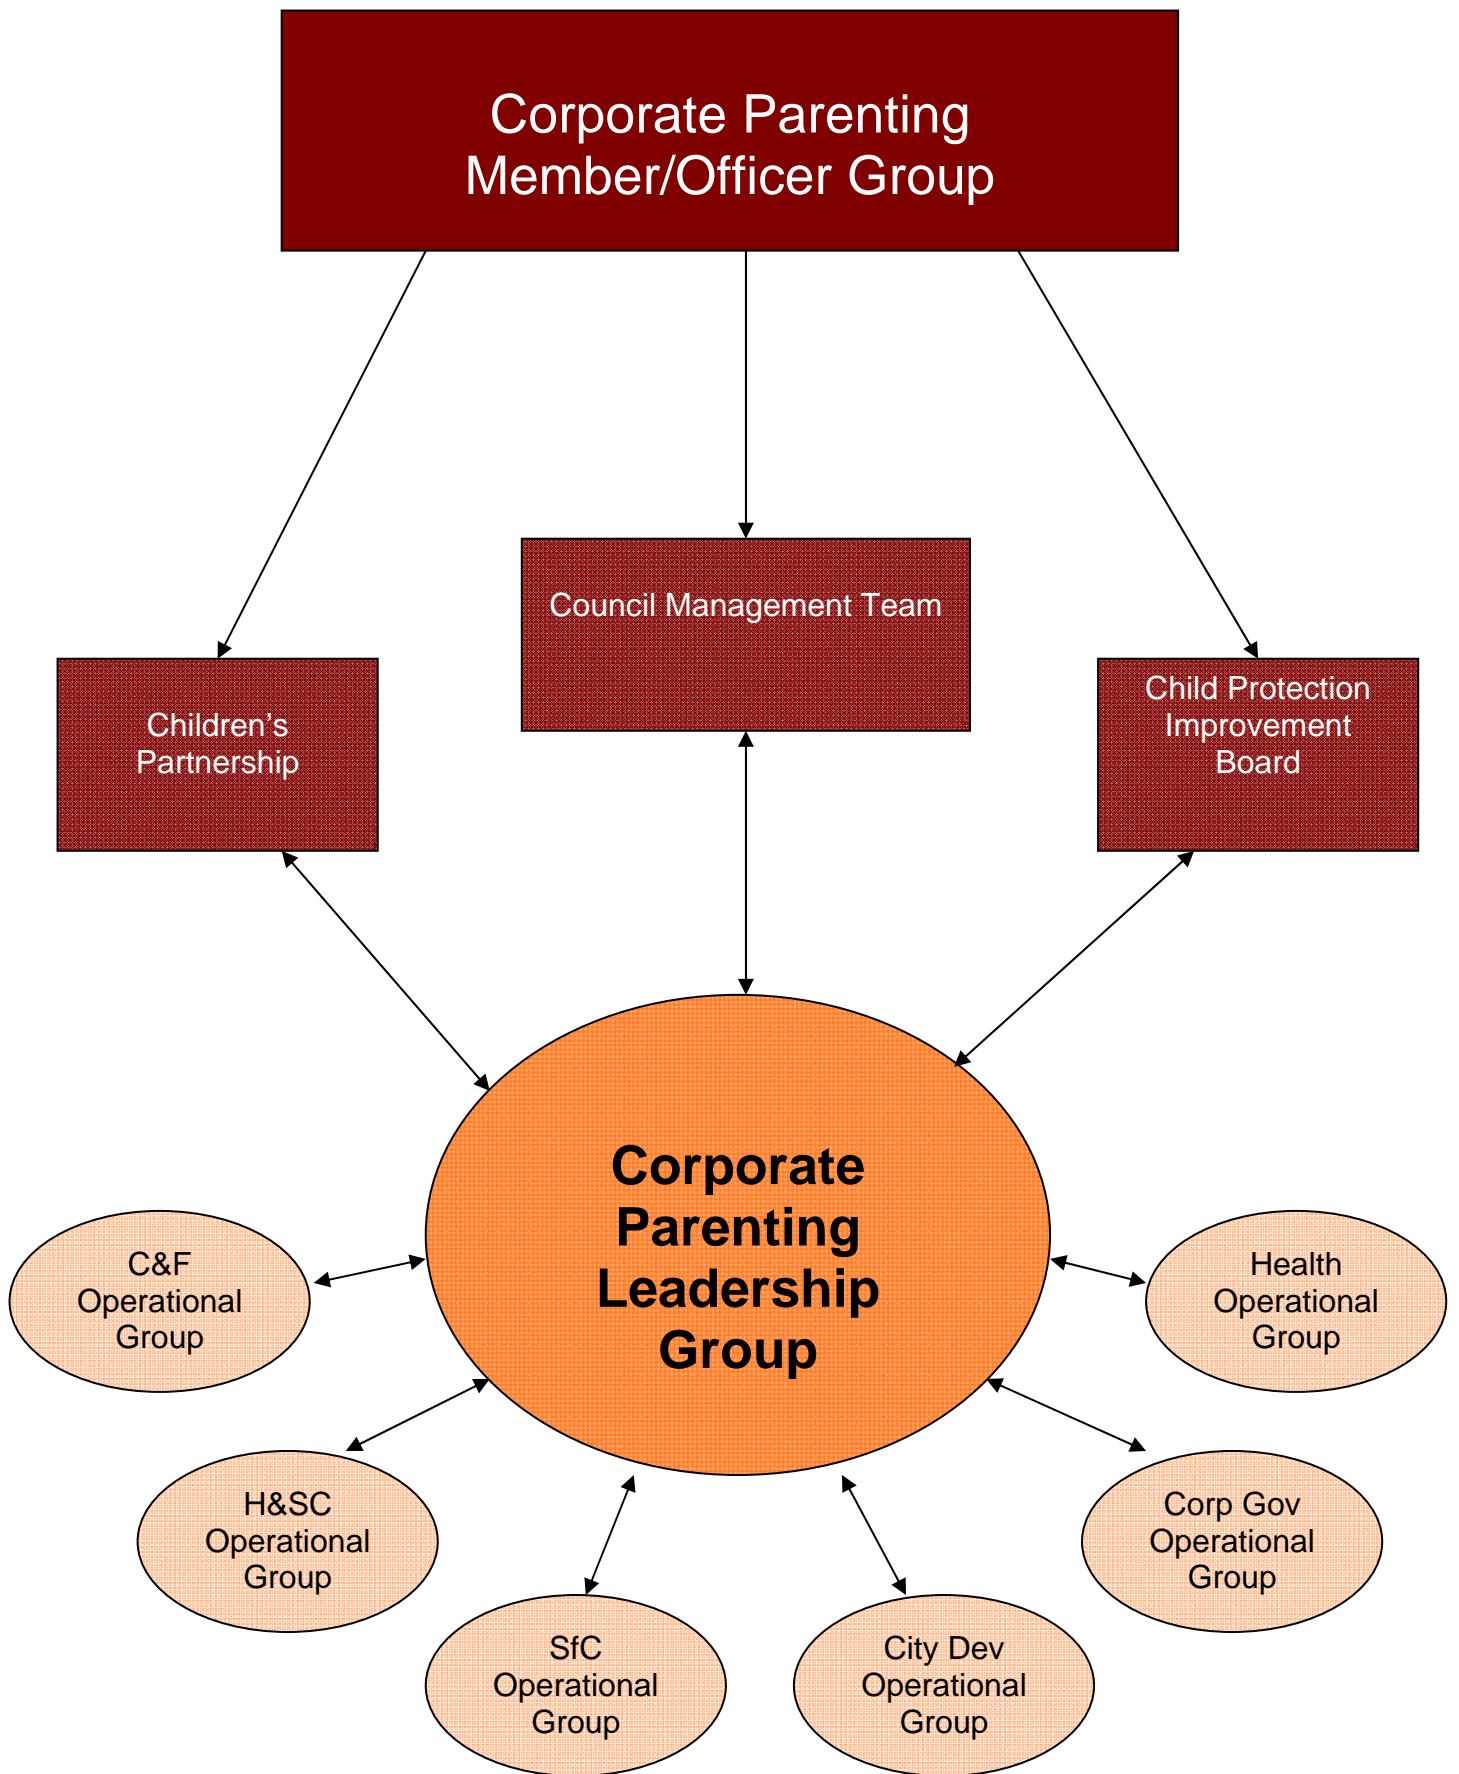 Corporate Parenting
Member/Officer Group
Council Management Team
Children’s
Partnership
Child Protection
Improvement
Board
Corporate
Parenting
Leadership
Group
C&F
Operational
Group
Health
Operational
Group
H&SC
Operational
Group
Corp Gov
Operational
Group
SfC
Operational
Group
City Dev
Operational
Group